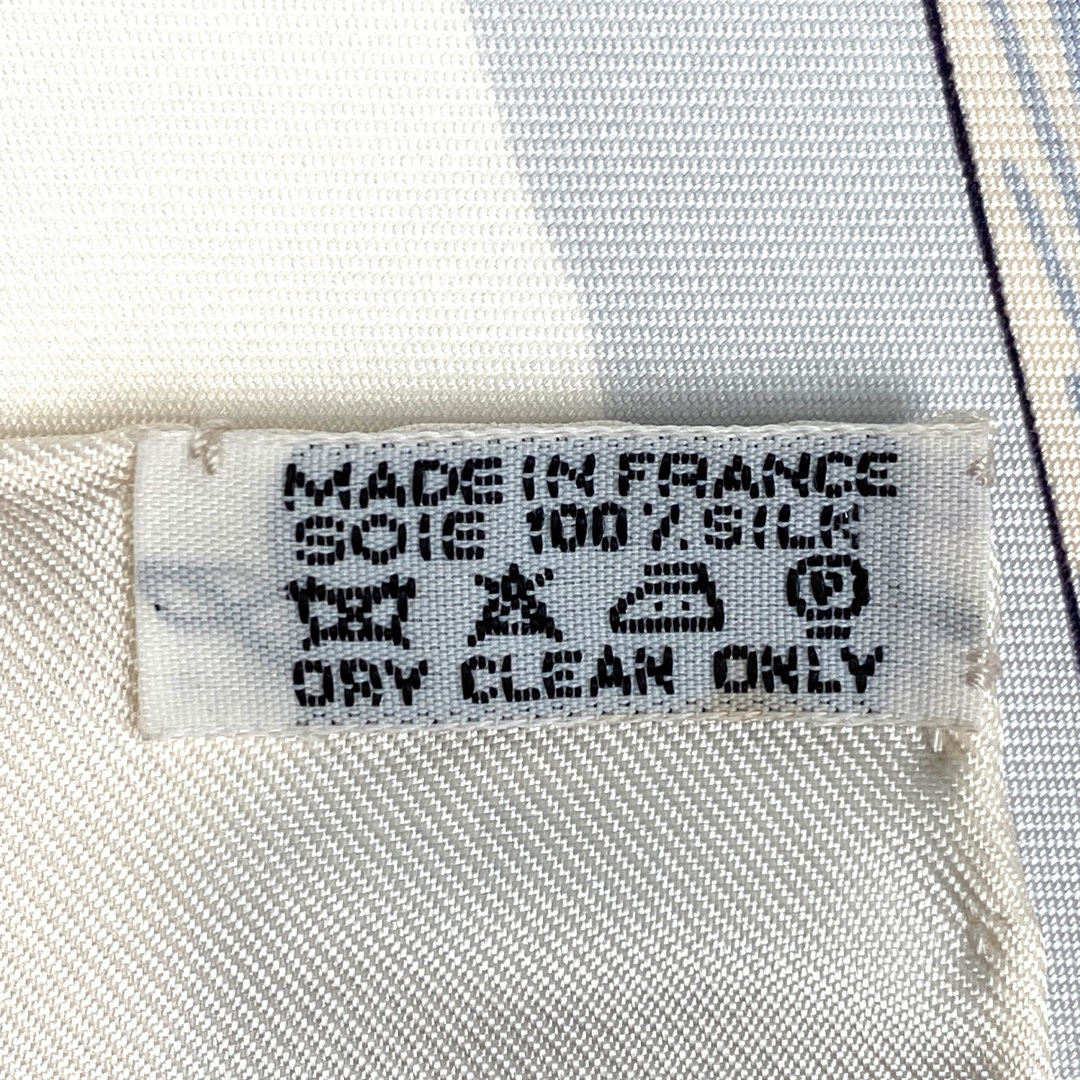 MADE IN FRANCE
SOIE 100% SILK
P
DRY CLEAN ONLY